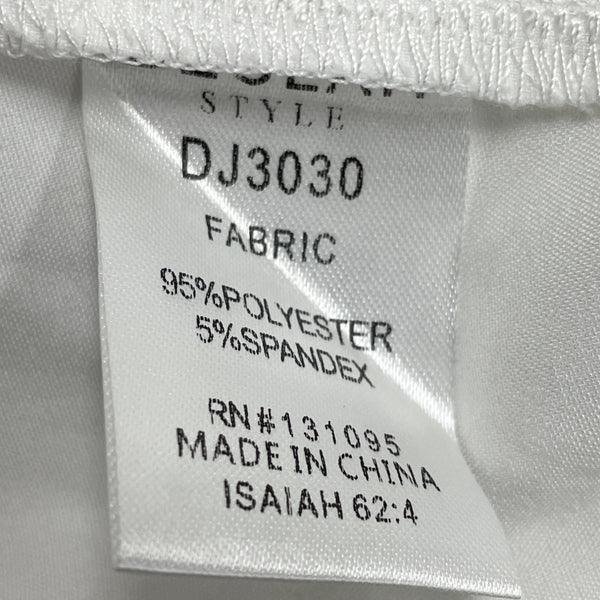 STYLE
DJ3030
FABRIC
95%POLYESTER
5%SPANDEX
RN#131095
MADE IN CHINA
ISAIAH 62:4